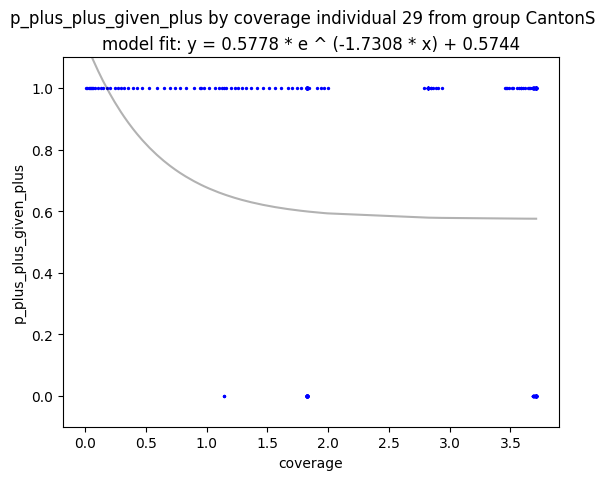 p_plus_plus_given_plus by coverage individual 29 from group CantonS
model fit: y = 0.5778 * e ^ (-1.7308 * x) + 0.5744
1.0
0.8
0.6
0.4
0.2
0.0
p_plus_plus_given_plus
0.0 0.5 1.0 1.5 2.0 2.5 3.0 3.5
coverage